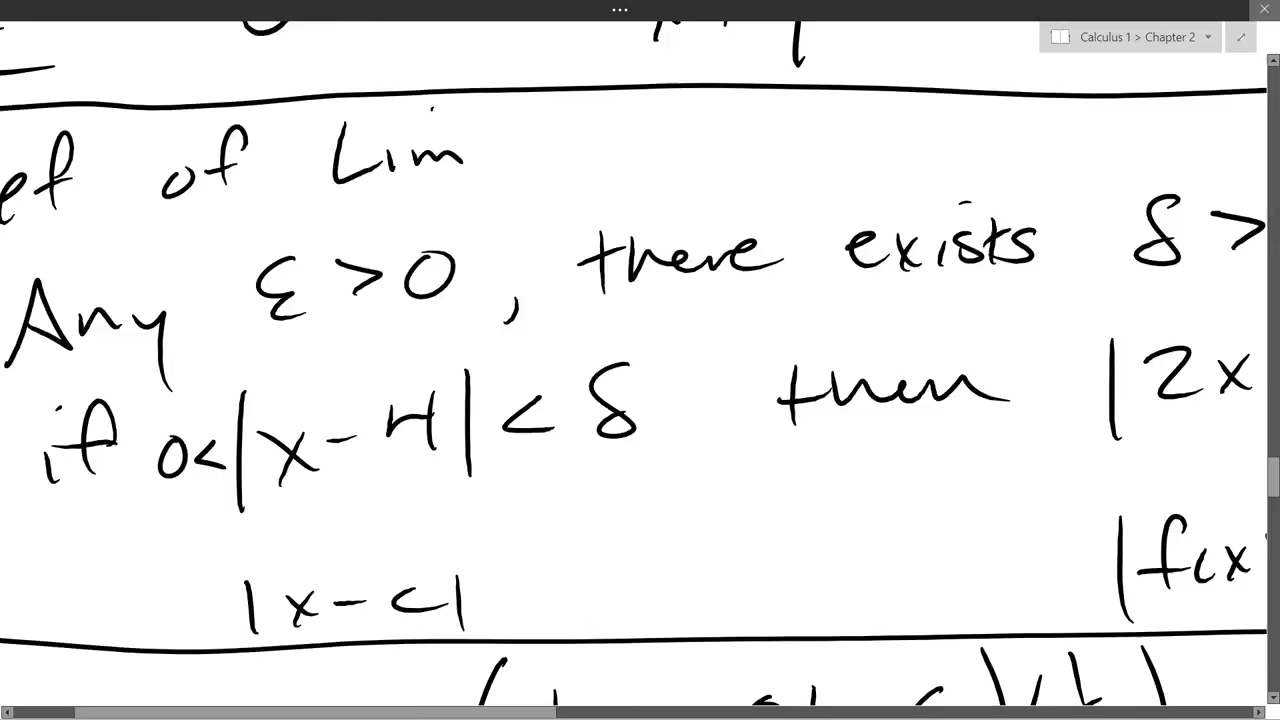 Calculus 1 > Chapter 2
ef of Lim
Any ε > 0, there exists δ >
if 0 < |x - 4| < δ then |2x
|f(x
|x - c|